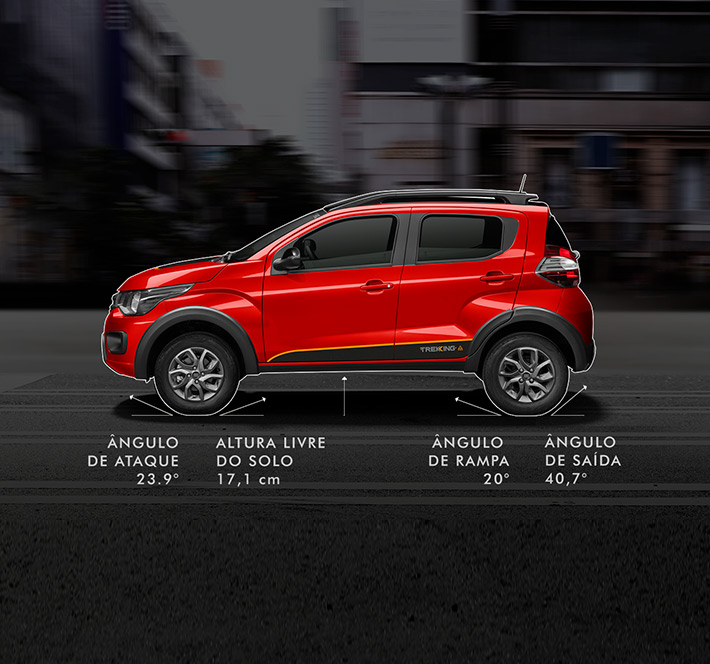 TREKKING
ÂNGULO
DE ATAQUE
23.9°
ALTURA LIVRE
DO SOLO
17,1 cm
ÂNGULO
DE RAMPA
20°
ÂNGULO
DE SAÍDA
40,7°